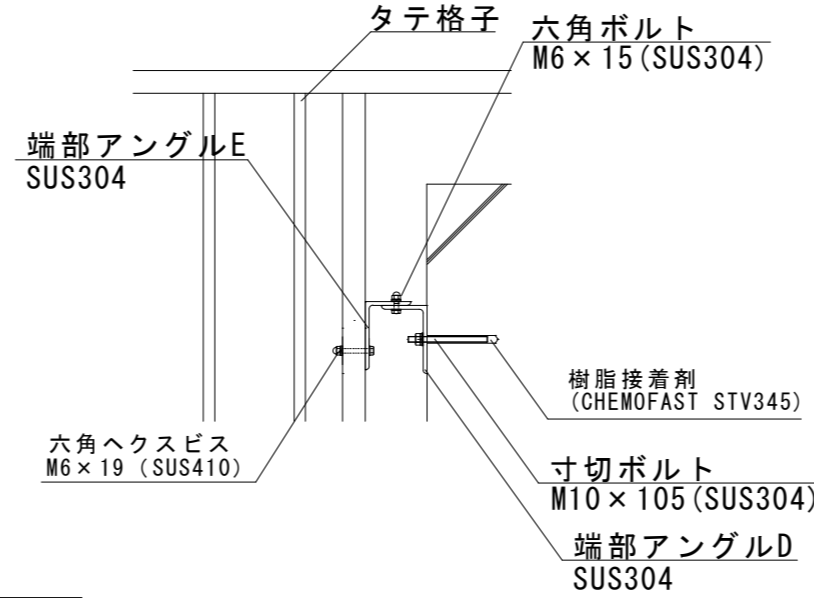 タテ格子
六角ボルト
M6×15(SUS304)
端部アングルE
SUS304
樹脂接着剤
(CHEMOFAST STV345)
六角ヘクスビス
M6×19 (SUS410)
寸切ボルト
M10×105(SUS304)
端部アングルD
SUS304